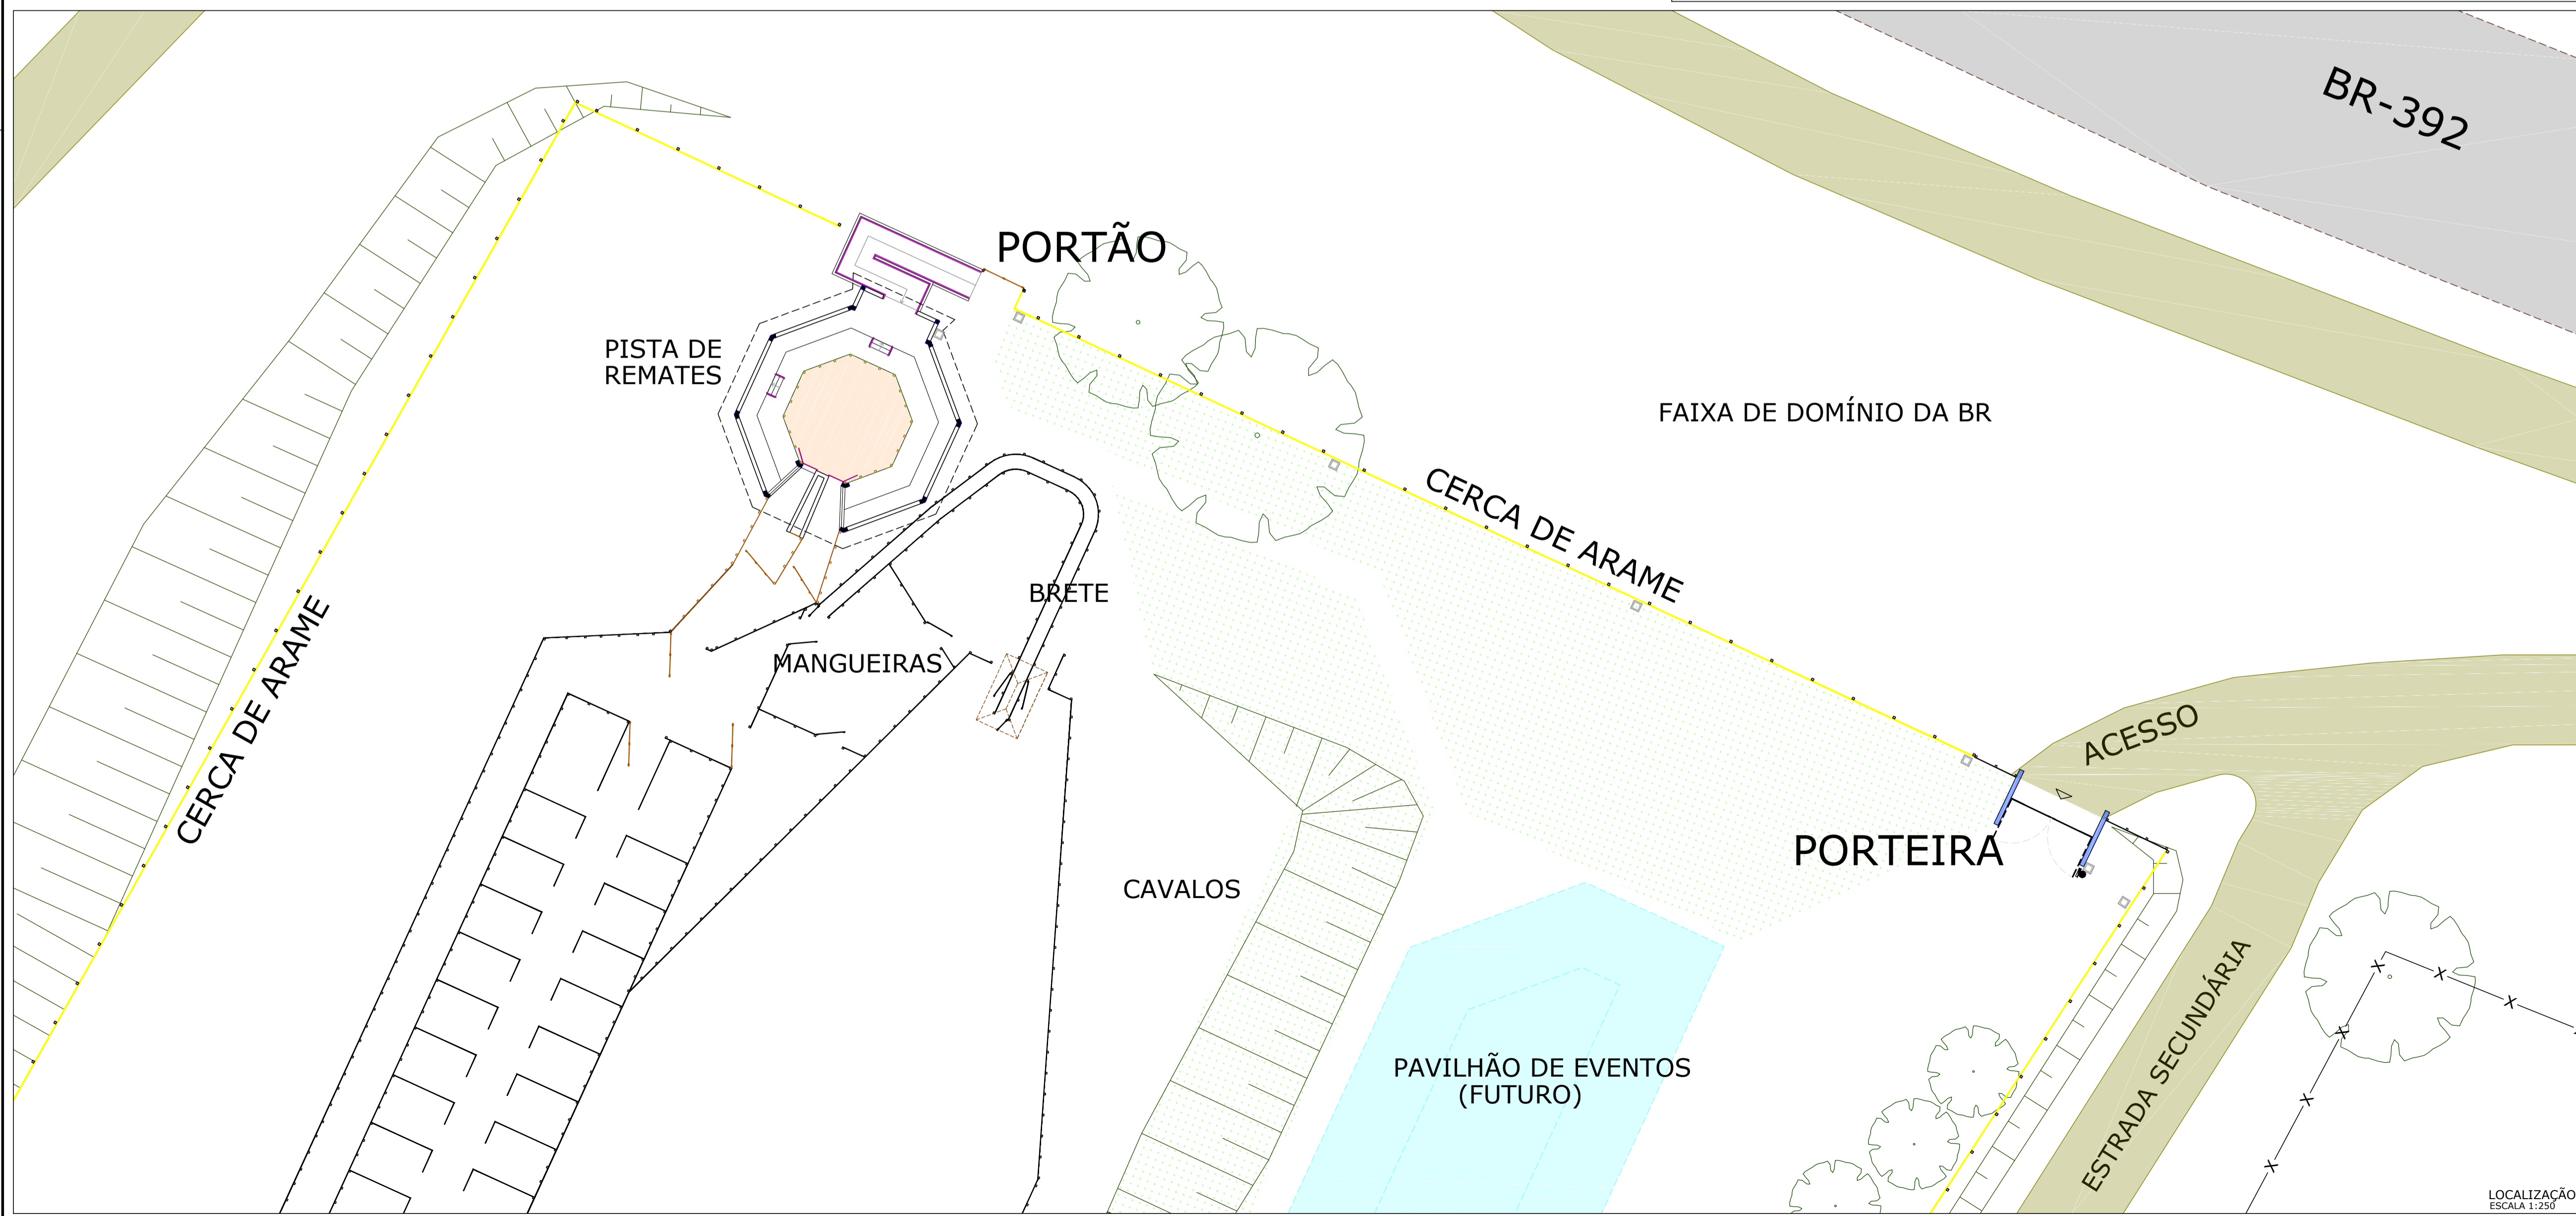 BR-392
PORTÃO
PISTA DE
REMATES
FAIXA DE DOMÍNIO DA BR
CERCA DE ARAME
BRETE
MANGUEIRAS
CERCA DE ARAME
ACESSO
PORTEIRA
CAVALOS
PAVILHÃO DE EVENTOS
(FUTURO)
ESTRADA SECUNDÁRIA
X
X
X
X
X
X
LOCALIZAÇÃO
ESCALA 1:250